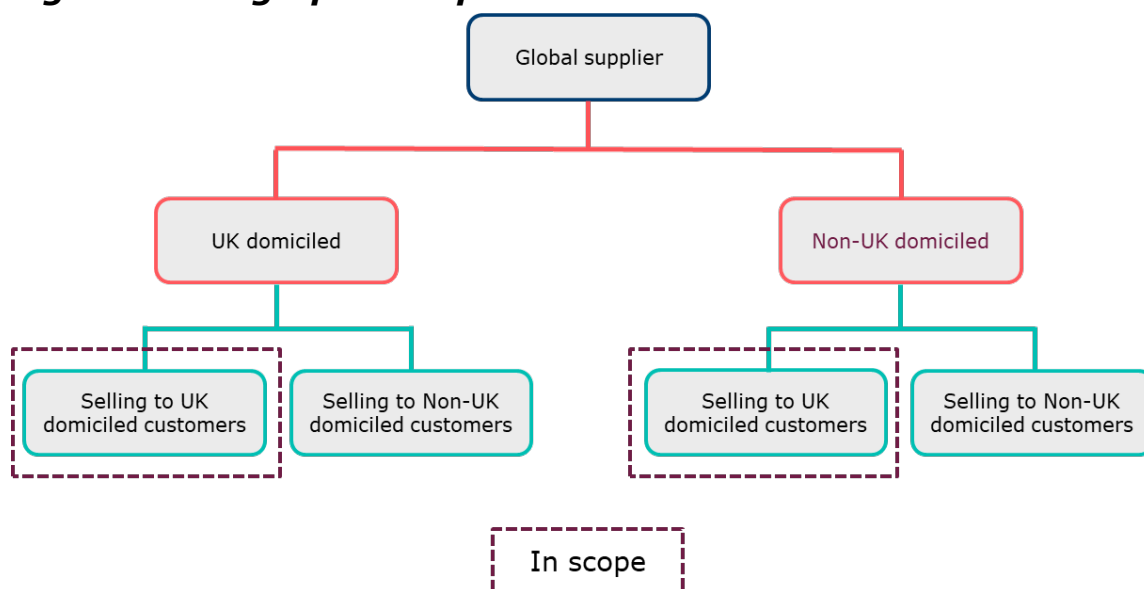 Global supplier
UK domiciled
Non-UK domiciled
Selling to UK
domiciled customers
Selling to Non-UK
domiciled customers
Selling to UK
domiciled customers
Selling to Non-UK
domiciled customers
In scope